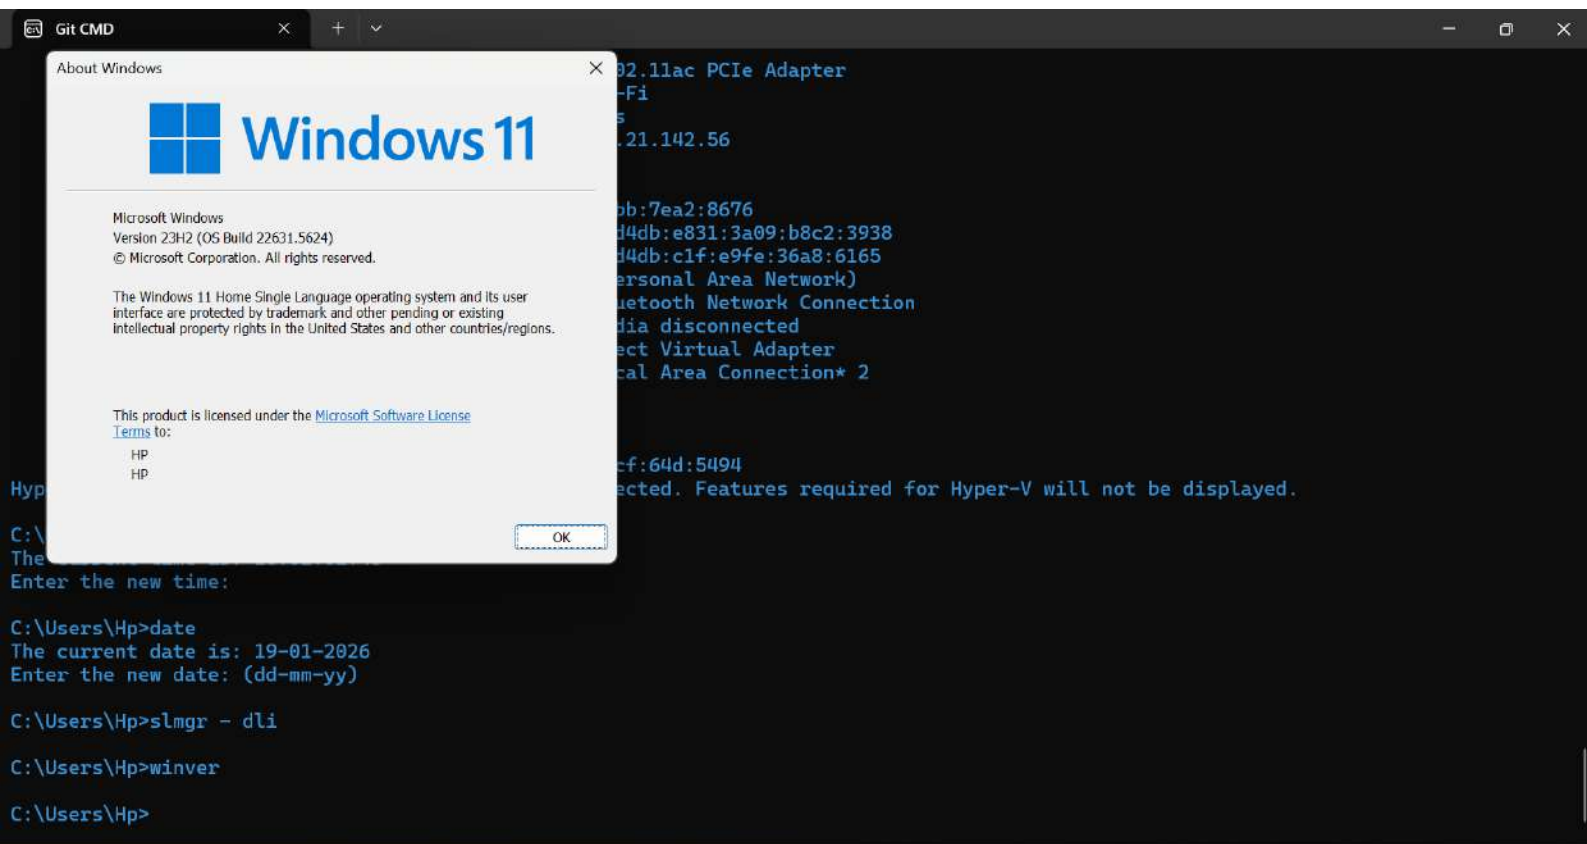 Git CMD
About Windows
Windows 11
Microsoft Windows
Version 23H2 (OS Build 22631.5624)
© Microsoft Corporation. All rights reserved.
The Windows 11 Home Single Language operating system and its user
interface are protected by trademark and other pending or existing
intellectual property rights in the United States and other countries/regions.
This product is licensed under the Microsoft Software License
Terms to:
HP
HP
OK
02.11ac PCIe Adapter
-Fi
s
.21.142.56
bb:7ea2:8676
d4db:e831:3a09:b8c2:3938
d4db:c1f:e9fe:36a8:6165
ersonal Area Network)
uetooth Network Connection
dia disconnected
ect Virtual Adapter
cal Area Connection* 2
cf:64d:5494
Hyp ected. Features required for Hyper-V will not be displayed.
C:\
The
Enter the new time:
C:\Users\Hp>date
The current date is: 19-01-2026
Enter the new date: (dd-mm-yy)
C:\Users\Hp>slmgr - dli
C:\Users\Hp>winver
C:\Users\Hp>